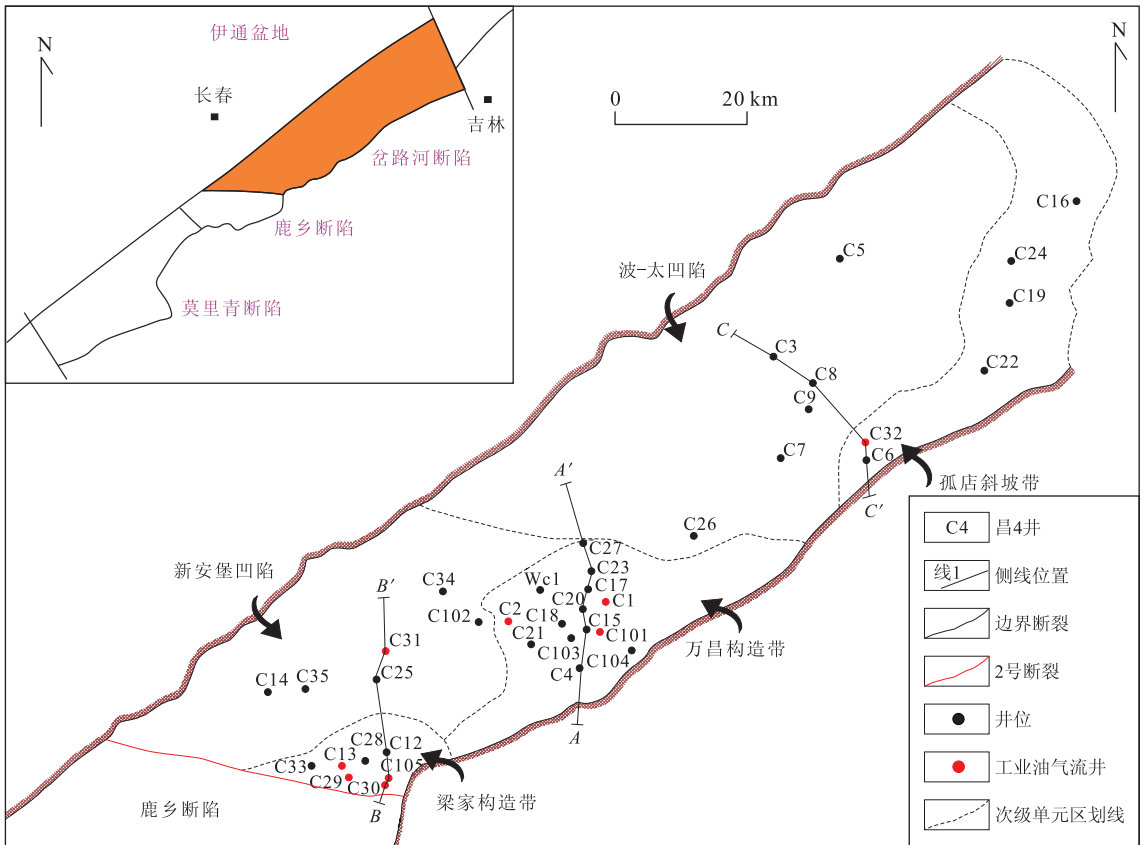 N
伊通盆地
长春
吉林
岔路河断陷
鹿乡断陷
莫里青断陷
0
20 km
N
C16
C5
C24
C19
波-太凹陷
C
C3
C22
C8
C9
C32
C7
C6
孤店斜坡带
C'
A'
C26
C27
新安堡凹陷
C23
B'
C34
Wc1
C17
C20
C1
C102
C2
C18
C15
C21
C101
C31
C103
C104
万昌构造带
C14
C35
C25
C4
A
C28
C12
C33
C13
C105
C29
C30
梁家构造带
鹿乡断陷
B
C4
昌4井
线1
侧线位置
边界断裂
2号断裂
井位
工业油气流井
次级单元区划线